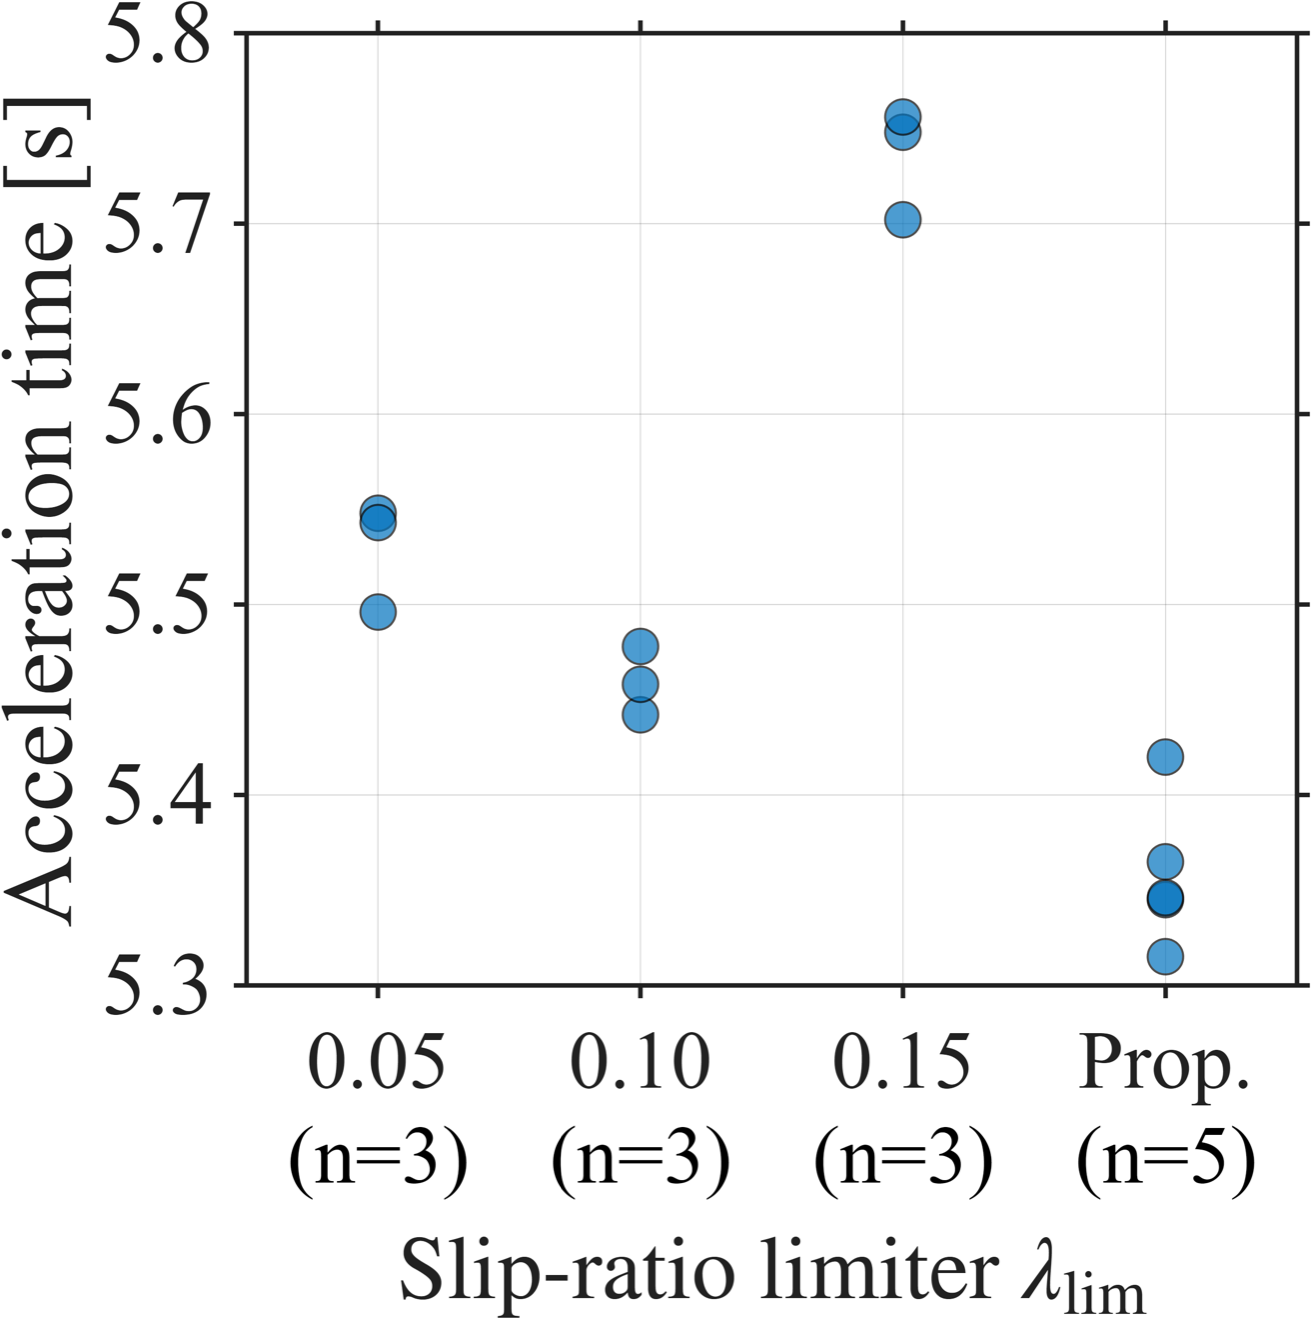 Acceleration time [s]
5.8
5.7
5.6
5.5
5.4
5.3
0.05 0.10 0.15 Prop.
(n=3) (n=3) (n=3) (n=5)
Slip-ratio limiter λlim